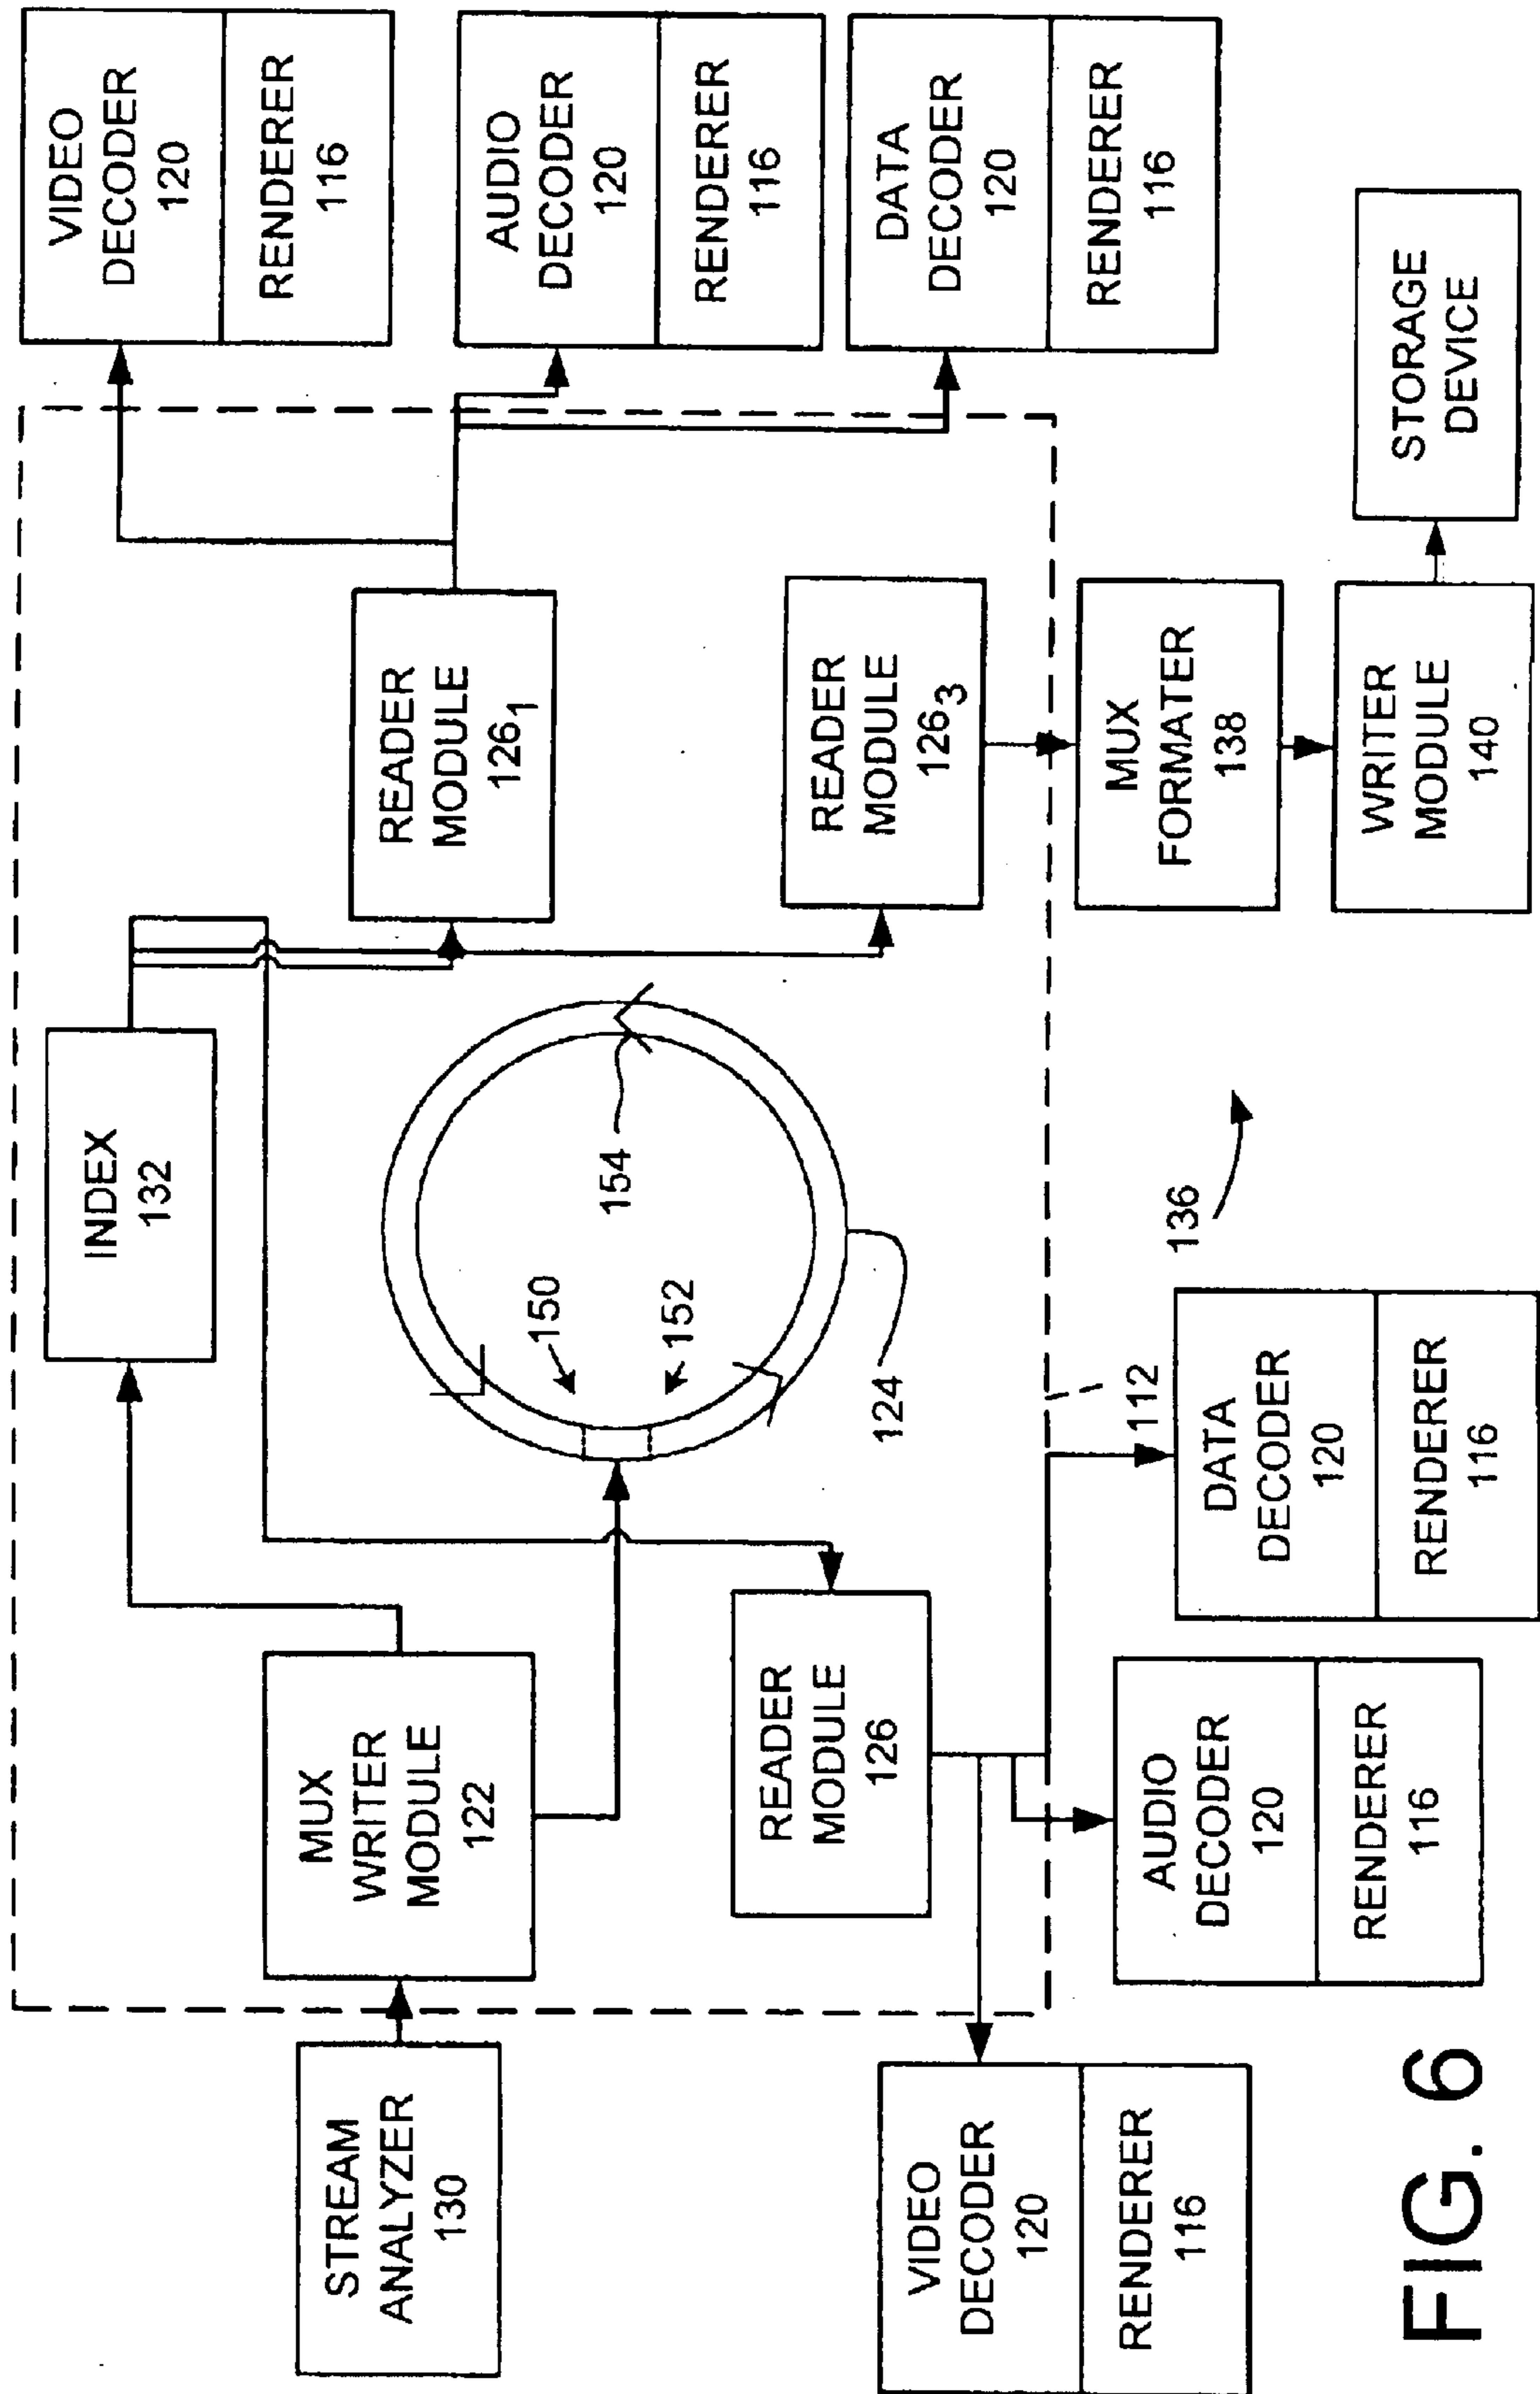 STREAM
ANALYZER
130
MUX
WRITER
MODULE
122
INDEX
132
READER
MODULE
126₁
VIDEO
DECODER
120
RENDERER
116
AUDIO
DECODER
120
RENDERER
116
DATA
DECODER
120
RENDERER
116
150
152
154
124
READER
MODULE
126
READER
MODULE
126₃
MUX
FORMATER
138
WRITER
MODULE
140
STORAGE
DEVICE
112
136
VIDEO
DECODER
120
RENDERER
116
AUDIO
DECODER
120
RENDERER
116
DATA
DECODER
120
RENDERER
116
FIG. 6